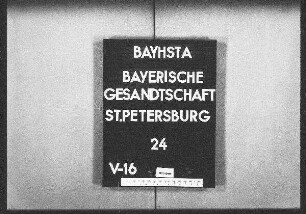 BAYHSTA
BAYERISCHE
GESANDTSCHAFT
ST.PETERSBURG
24
V-16